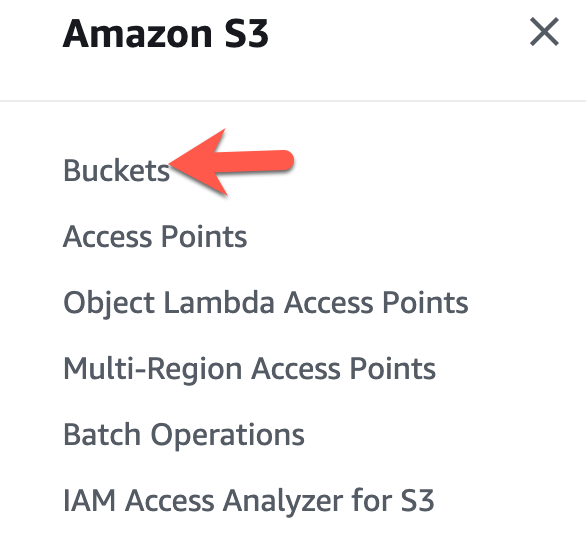 Amazon S3
Buckets
Access Points
Object Lambda Access Points
Multi-Region Access Points
Batch Operations
IAM Access Analyzer for S3